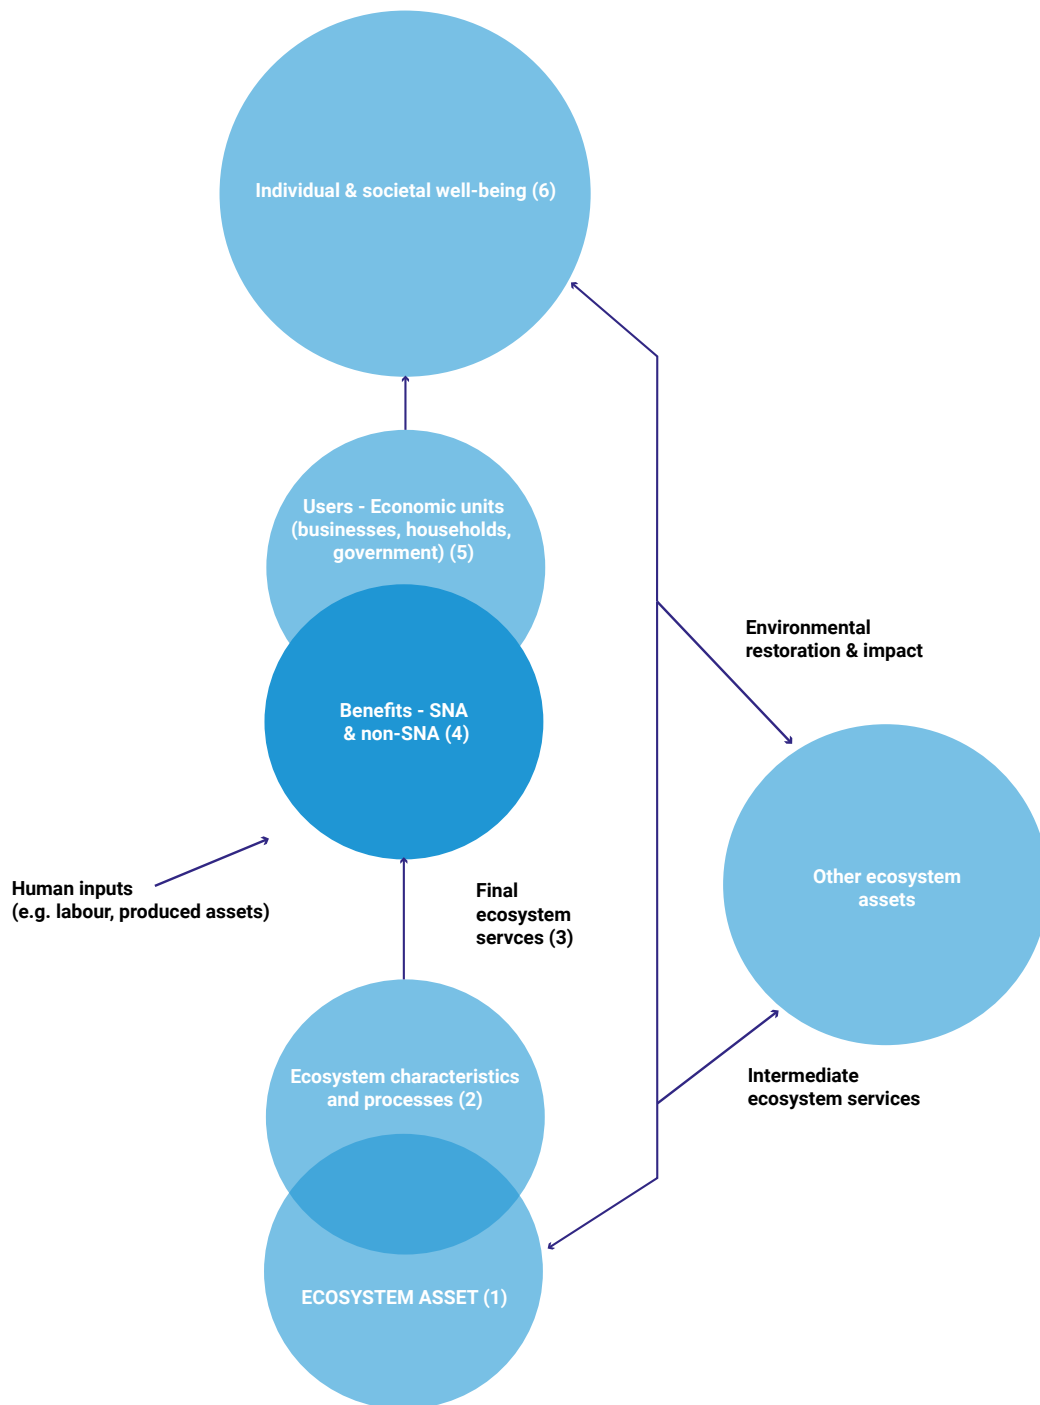 Individual & societal well-being (6)
Users - Economic units
(businesses, households,
government) (5)
Environmental
restoration & impact
Benefits - SNA
& non-SNA (4)
Human inputs
(e.g. labour, produced assets)
Final
ecosystem
servces (3)
Other ecosystem
assets
Ecosystem characteristics
and processes (2)
Intermediate
ecosystem services
ECOSYSTEM ASSET (1)